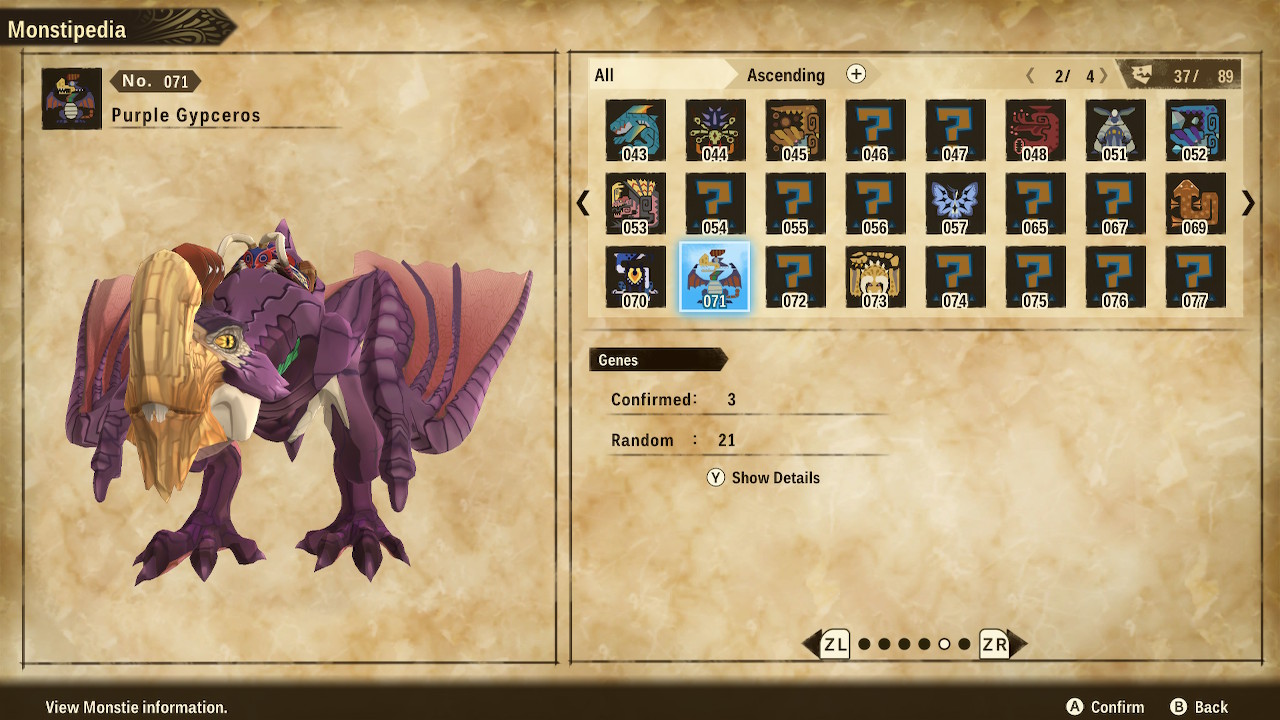 Monstipedia
No. 071
Purple Gypceros
All
Ascending +
2/ 4
37/ 89
043 044 045 046 047 048 051 052
053 054 055 056 057 065 067 069
070 071 072 073 074 075 076 077
Genes
Confirmed: 3
Random : 21
Y Show Details
ZL ZR
View Monstie information.
A Confirm B Back